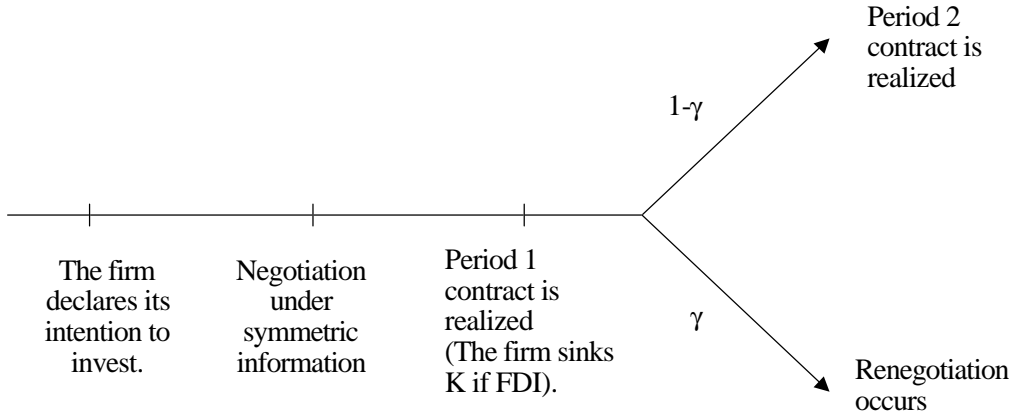 Period 2
contract is
realized
1-γ
The firm
declares its
intention to
invest.
Negotiation
under
symmetric
information
Period 1
contract is
realized
(The firm sinks
K if FDI).
γ
Renegotiation
occurs